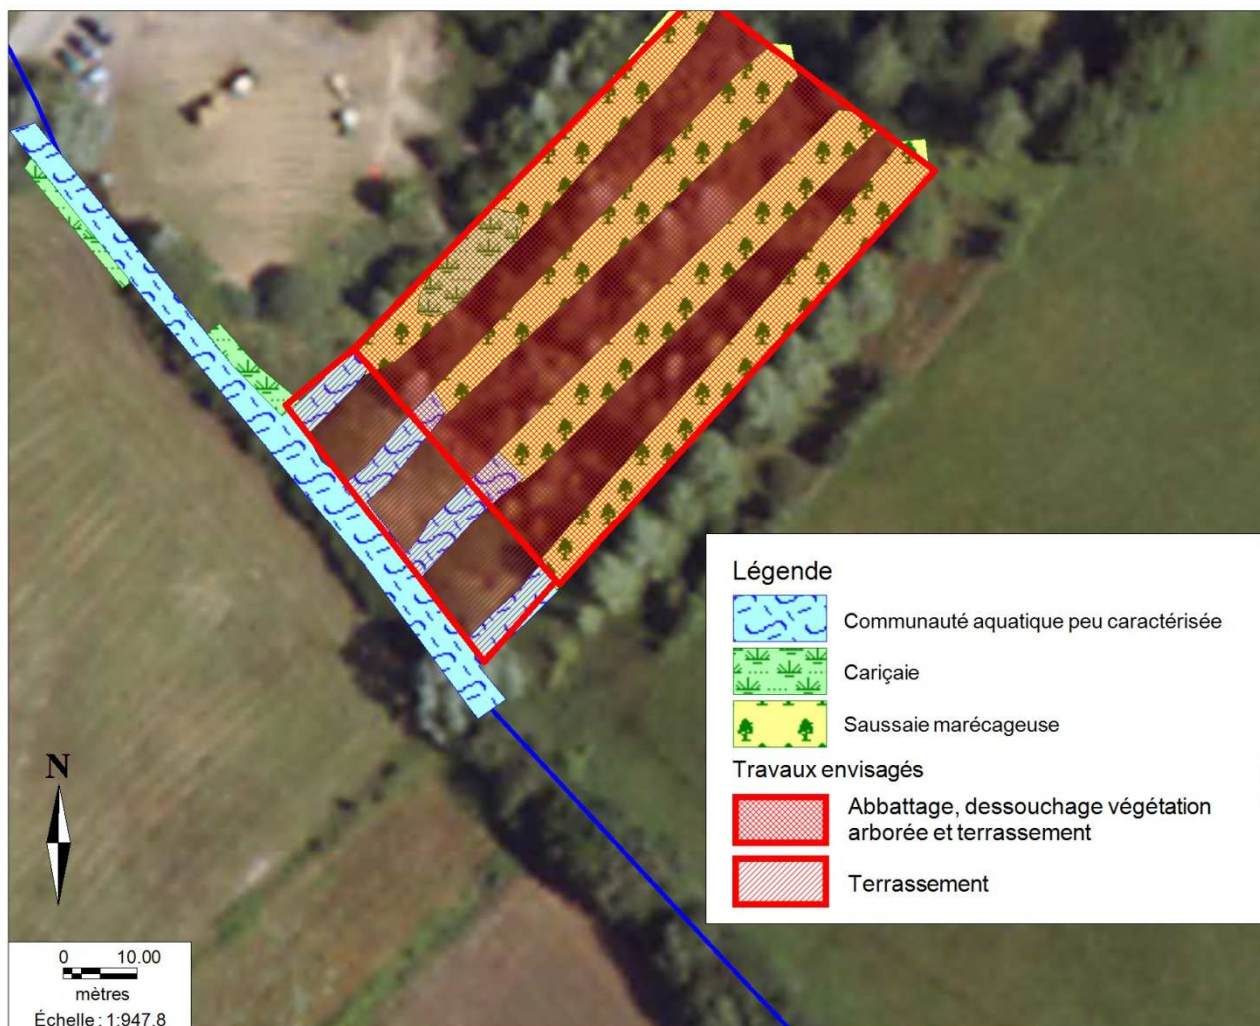 Légende
Communauté aquatique peu caractérisée
Cariçaie
Saussaie marécageuse
Travaux envisagés
Abbattage, dessouchage végétation
arborée et terrassement
Terrassement
N
0 10.00
mètres
Échelle : 1:947.8